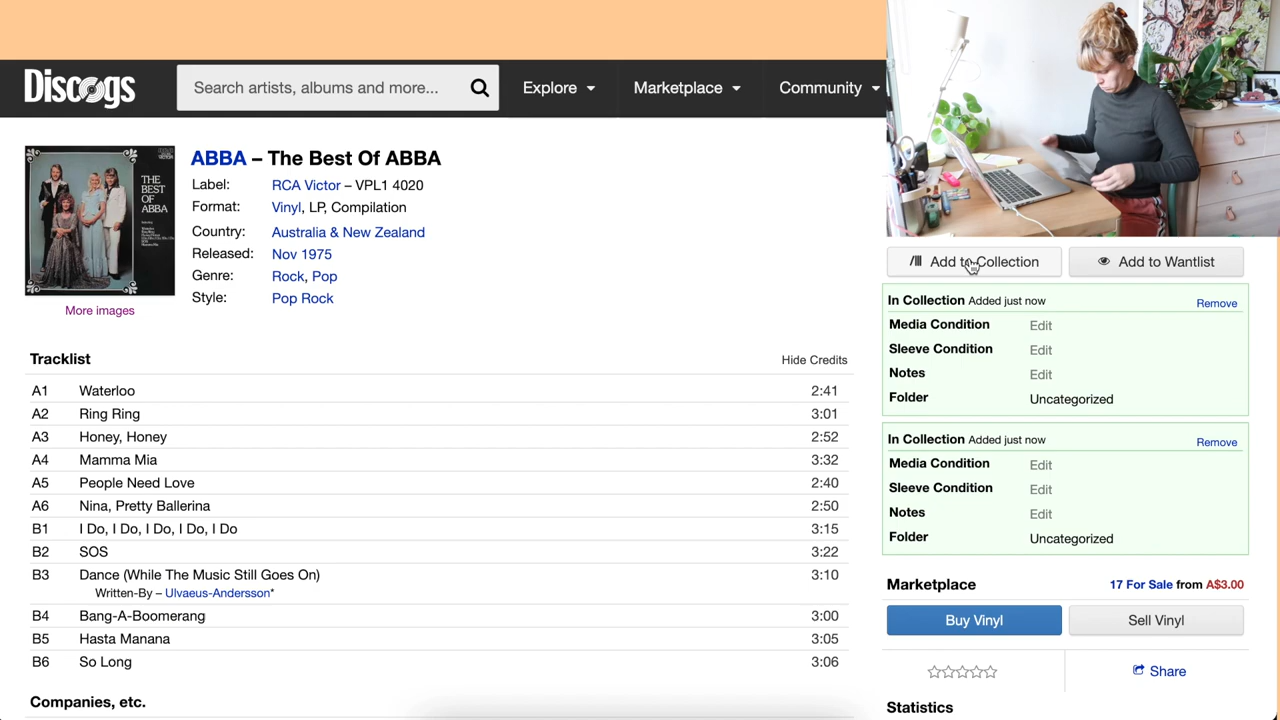 Discogs
Search artists, albums and more...
Explore
Marketplace
Community
THE
BEST
OF
ABBA
More images
ABBA – The Best Of ABBA
Label: RCA Victor – VPL1 4020
Format: Vinyl, LP, Compilation
Country: Australia & New Zealand
Released: Nov 1975
Genre: Rock, Pop
Style: Pop Rock
Tracklist Hide Credits
A1 Waterloo 2:41
A2 Ring Ring 3:01
A3 Honey, Honey 2:52
A4 Mamma Mia 3:32
A5 People Need Love 2:40
A6 Nina, Pretty Ballerina 2:50
B1 I Do, I Do, I Do, I Do, I Do 3:15
B2 SOS 3:22
B3 Dance (While The Music Still Goes On) 3:10
Written-By – Ulvaeus-Andersson*
B4 Bang-A-Boomerang 3:00
B5 Hasta Manana 3:05
B6 So Long 3:06
Companies, etc.
Add to Collection
Add to Wantlist
In Collection Added just now Remove
Media Condition Edit
Sleeve Condition Edit
Notes Edit
Folder Uncategorized
In Collection Added just now Remove
Media Condition Edit
Sleeve Condition Edit
Notes Edit
Folder Uncategorized
Marketplace 17 For Sale from A$3.00
Buy Vinyl
Sell Vinyl
Share
Statistics